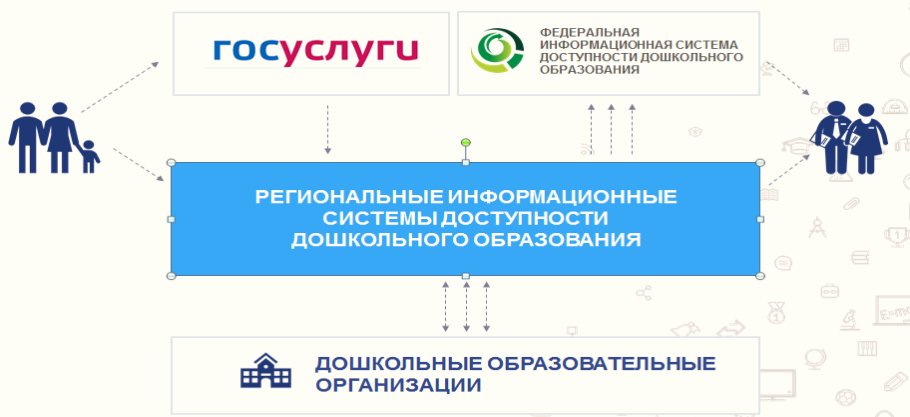 госуслуги
ФЕДЕРАЛЬНАЯ
ИНФОРМАЦИОННАЯ СИСТЕМА
ДОСТУПНОСТИ ДОШКОЛЬНОГО
ОБРАЗОВАНИЯ
РЕГИОНАЛЬНЫЕ ИНФОРМАЦИОННЫЕ
СИСТЕМЫ ДОСТУПНОСТИ
ДОШКОЛЬНОГО ОБРАЗОВАНИЯ
ДОШКОЛЬНЫЕ ОБРАЗОВАТЕЛЬНЫЕ
ОРГАНИЗАЦИИ